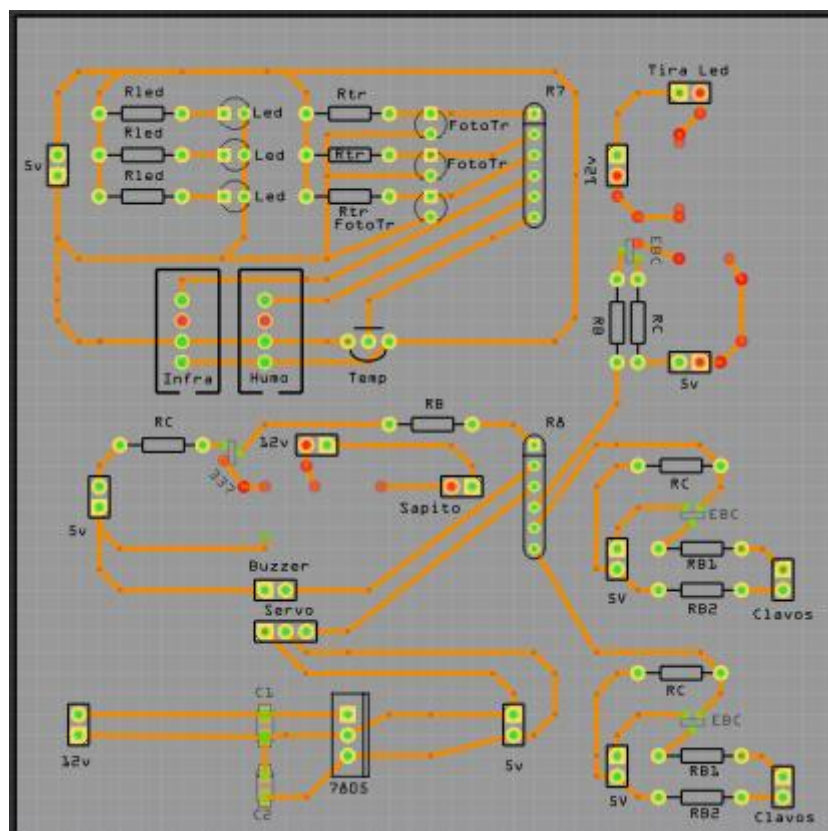 Tira Led
Rled
Led
Rtr
R7
FotoTr
Rled
Led
Rtr
FotoTr
5v
12v
Rled
Led
Rtr
FotoTr
EBC
RB
RC
Infra
Humo
Temp
5v
RC
RB
R8
12v
EBC
RC
Sapito
EBC
5v
Buzzer
RB1
Servo
5V
RB2
Clavos
C1
RC
EBC
12v
7805
5v
RB1
5V
C2
RB2
Clavos